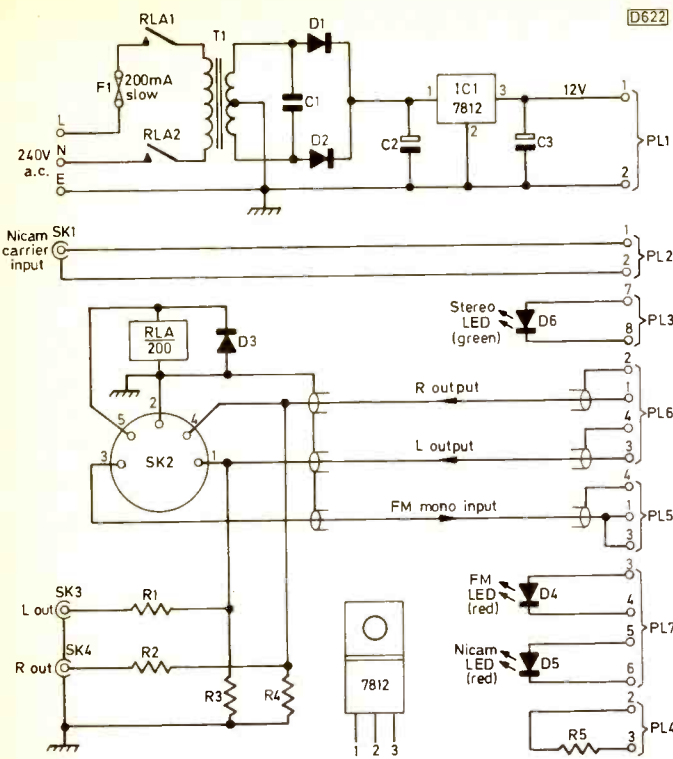 D622
RLA1
RLA2
F1
200mA
slow
T1
D1
D2
C1
C2
C3
IC1
7812
1
2
3
12V
1
2
PL1
L
N
E
240V
a.c.
Nicam
carrier
input
SK1
1
2
PL2
RLA
200
D3
Stereo
LED
(green)
D6
7
8
PL3
5
2
4
3
1
SK2
R output
L output
FM mono input
2
1
4
3
PL6
4
1
3
PL5
SK3
L out
R1
SK4
R out
R2
R3
R4
7812
1 2 3
FM
LED
(red)
D4
3
4
Nicam
LED
(red)
D5
5
6
PL7
R5
2
3
PL4